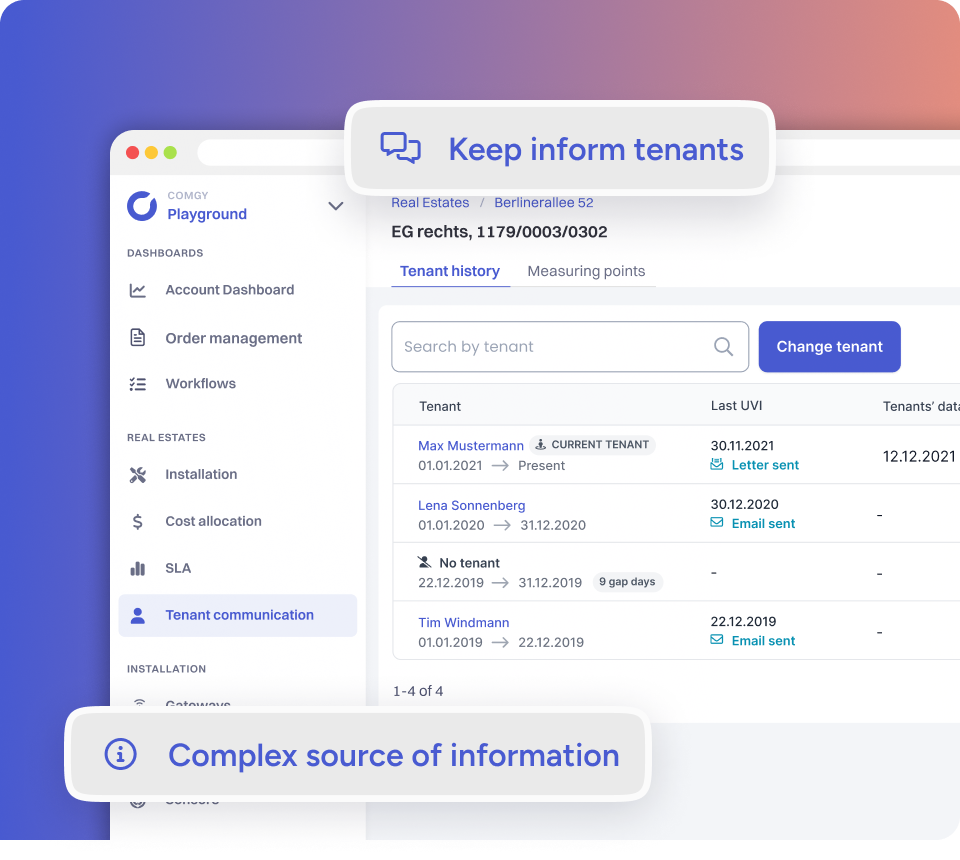 Keep inform tenants
COMGY
Playground
DASHBOARDS
Account Dashboard
Order management
Workflows
REAL ESTATES
Installation
Cost allocation
SLA
Tenant communication
INSTALLATION
Gateways
Complex source of information
Real Estates / Berlinerallee 52
EG rechts, 1179/0003/0302
Tenant history Measuring points
Search by tenant Change tenant
Tenant Last UVI Tenants’ data
Max Mustermann CURRENT TENANT 30.11.2021
01.01.2021 → Present Letter sent 12.12.2021
Lena Sonnenberg 30.12.2020
01.01.2020 → 31.12.2020 Email sent -
No tenant
22.12.2019 → 31.12.2019 9 gap days - -
Tim Windmann 22.12.2019
01.01.2019 → 22.12.2019 Email sent -
1-4 of 4